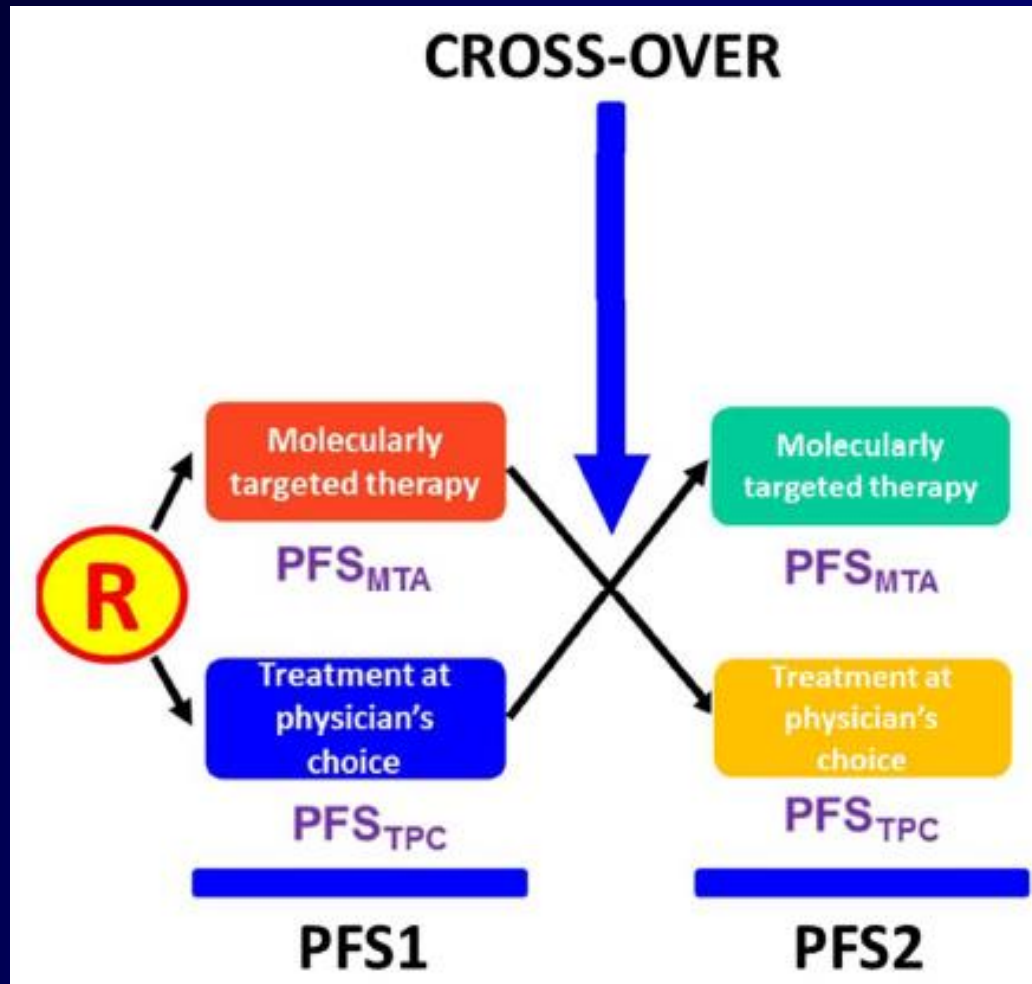 CROSS-OVER
Molecularly
targeted therapy
Molecularly
targeted therapy
PFSMTA
PFSMTA
R
Treatment at
physician's
choice
Treatment at
physician's
choice
PFSTPC
PFSTPC
PFS1
PFS2